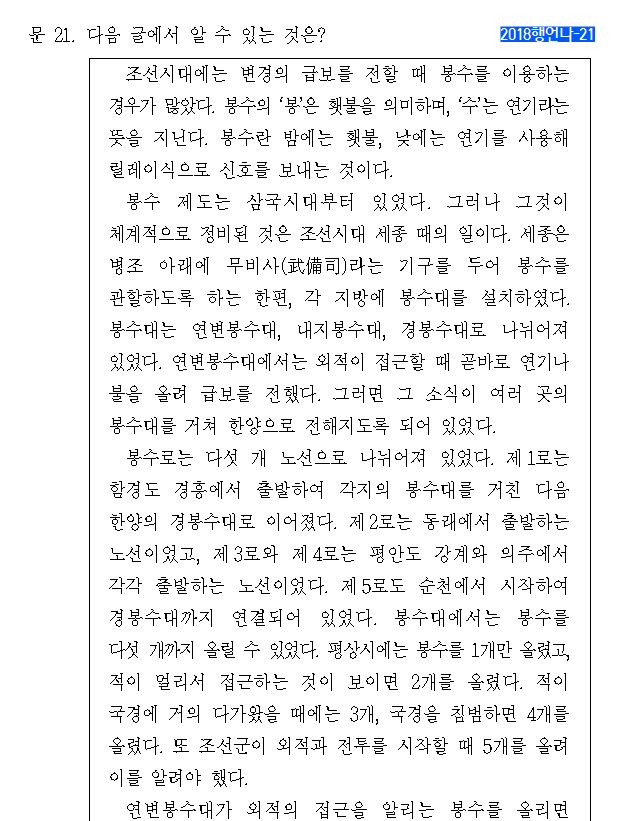 문 21. 다음 글에서 알 수 있는 것은?
2018행언나-21
조선시대에는 변경의 급보를 전할 때 봉수를 이용하는
경우가 많았다. 봉수의 ‘봉’은 횃불을 의미하며, ‘수’는 연기라는
뜻을 지닌다. 봉수란 밤에는 횃불, 낮에는 연기를 사용해
릴레이식으로 신호를 보내는 것이다.
봉수 제도는 삼국시대부터 있었다. 그러나 그것이
체계적으로 정비된 것은 조선시대 세종 때의 일이다. 세종은
병조 아래에 무비사(武備司)라는 기구를 두어 봉수를
관할하도록 하는 한편, 각 지방에 봉수대를 설치하였다.
봉수대는 연변봉수대, 내지봉수대, 경봉수대로 나뉘어져
있었다. 연변봉수대에서는 외적이 접근할 때 곧바로 연기나
불을 올려 급보를 전했다. 그러면 그 소식이 여러 곳의
봉수대를 거쳐 한양으로 전해지도록 되어 있었다.
봉수로는 다섯 개 노선으로 나뉘어져 있었다. 제1로는
함경도 경흥에서 출발하여 각지의 봉수대를 거친 다음
한양의 경봉수대로 이어졌다. 제2로는 동래에서 출발하는
노선이었고, 제3로와 제4로는 평안도 강계와 의주에서
각각 출발하는 노선이었다. 제5로도 순천에서 시작하여
경봉수대까지 연결되어 있었다. 봉수대에서는 봉수를
다섯 개까지 올릴 수 있었다. 평상시에는 봉수를 1개만 올렸고,
적이 멀리서 접근하는 것이 보이면 2개를 올렸다. 적이
국경에 거의 다가왔을 때에는 3개, 국경을 침범하면 4개를
올렸다. 또 조선군이 외적과 전투를 시작할 때 5개를 올려
이를 알려야 했다.
연변봉수대가 외적의 접근을 알리는 봉수를 올리면